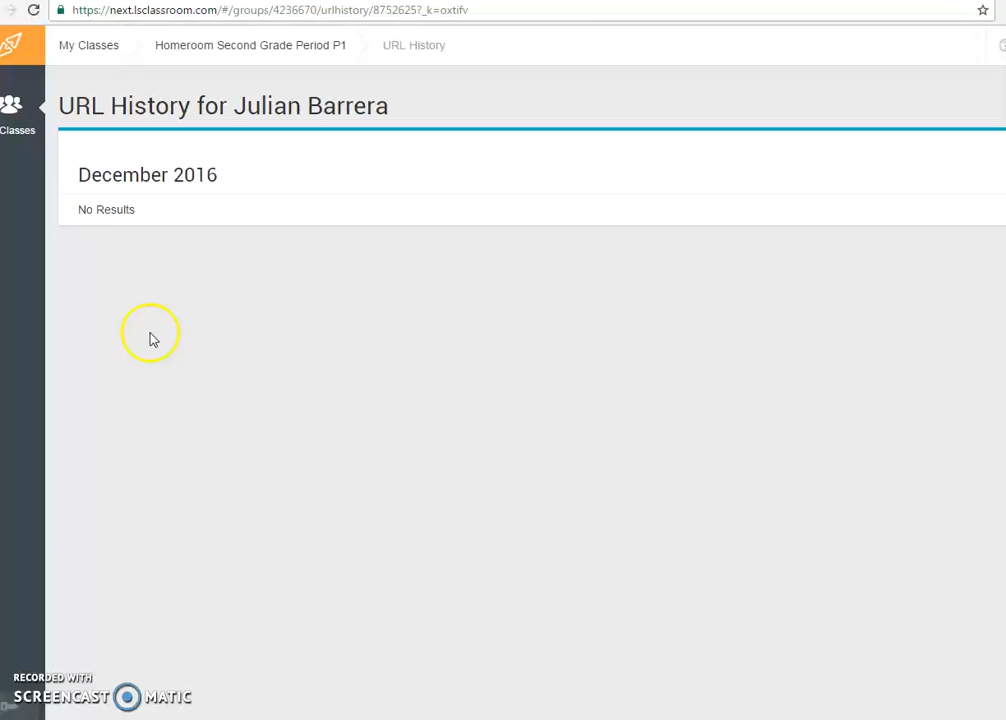 https://next.lsclassroom.com/#/groups/4236670/urlhistory/8752625?_k=oxtifv
My Classes Homeroom Second Grade Period P1 URL History
URL History for Julian Barrera
Classes
December 2016
No Results
RECORDED WITH
SCREENCAST MATIC